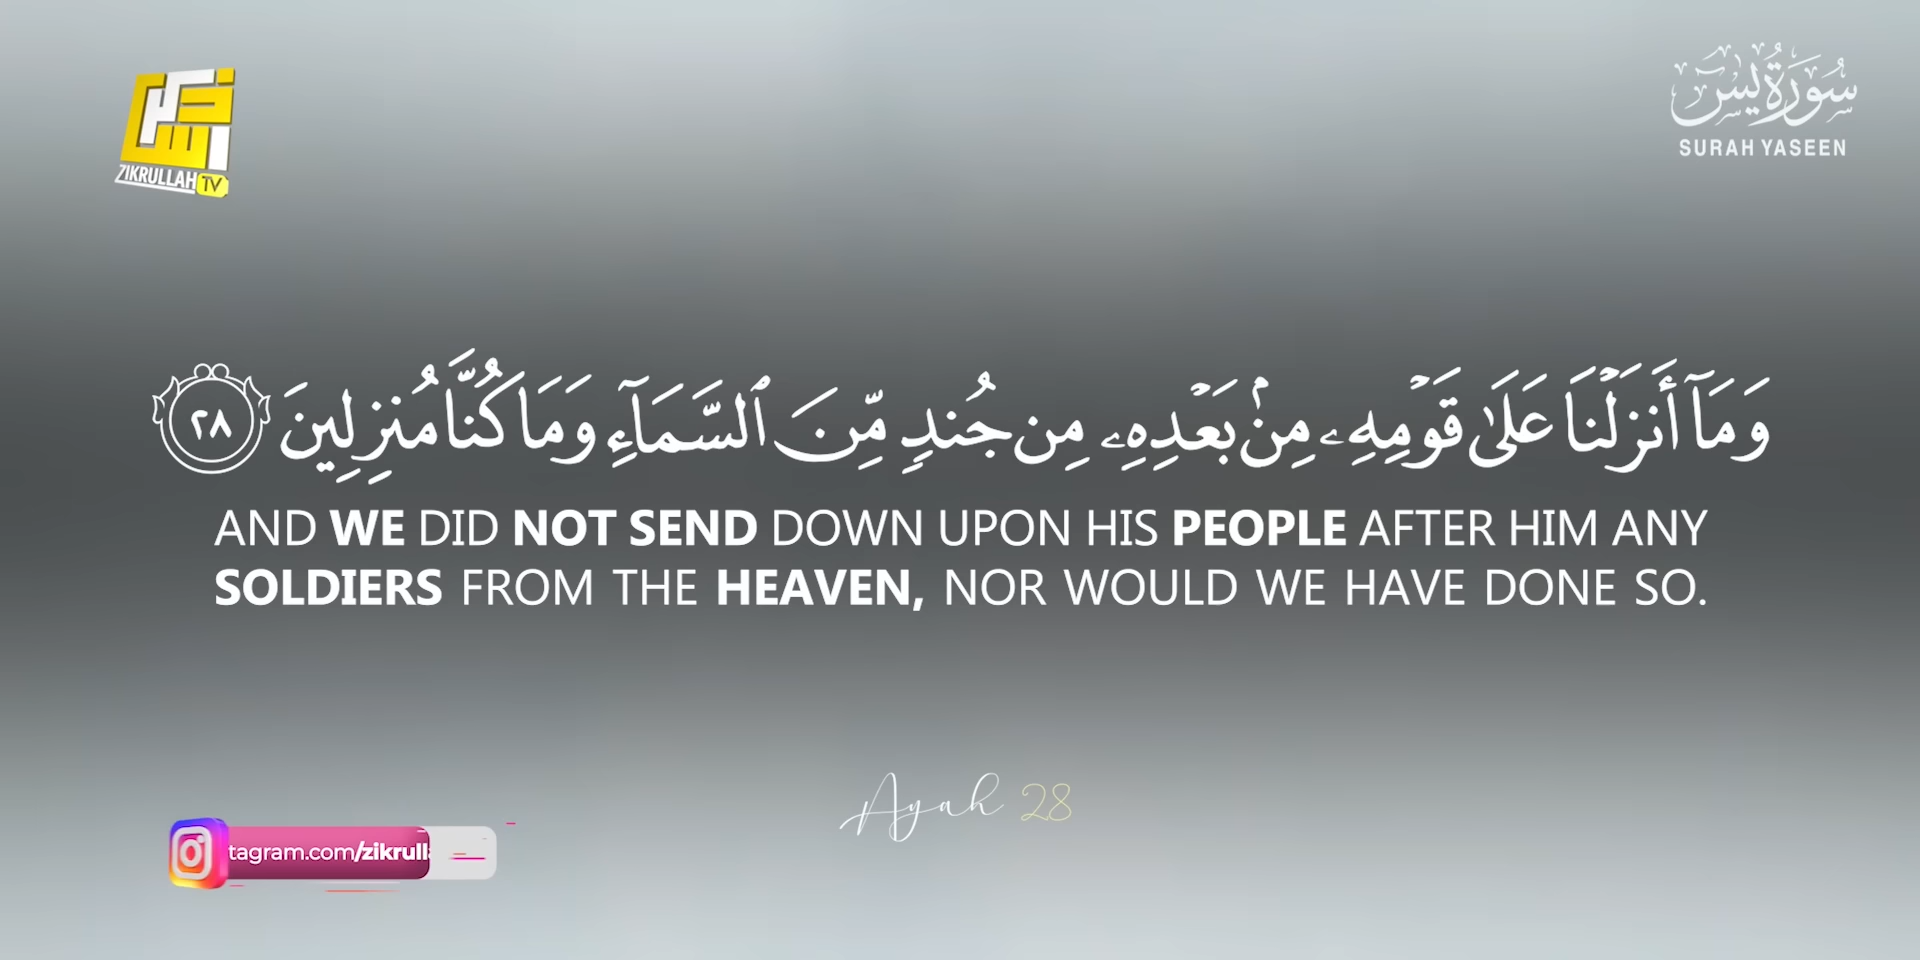 ZIKRULLAH TV
سُورَةُ يسٓ
SURAH YASEEN
وَمَآ أَنزَلْنَا عَلَىٰ قَوْمِهِۦ مِنۢ بَعْدِهِۦ مِن جُندٍ مِّنَ ٱلسَّمَآءِ وَمَا كُنَّا مُنزِلِينَ ٢٨
AND WE DID NOT SEND DOWN UPON HIS PEOPLE AFTER HIM ANY
SOLDIERS FROM THE HEAVEN, NOR WOULD WE HAVE DONE SO.
Ayah 28
tagram.com/zikrull